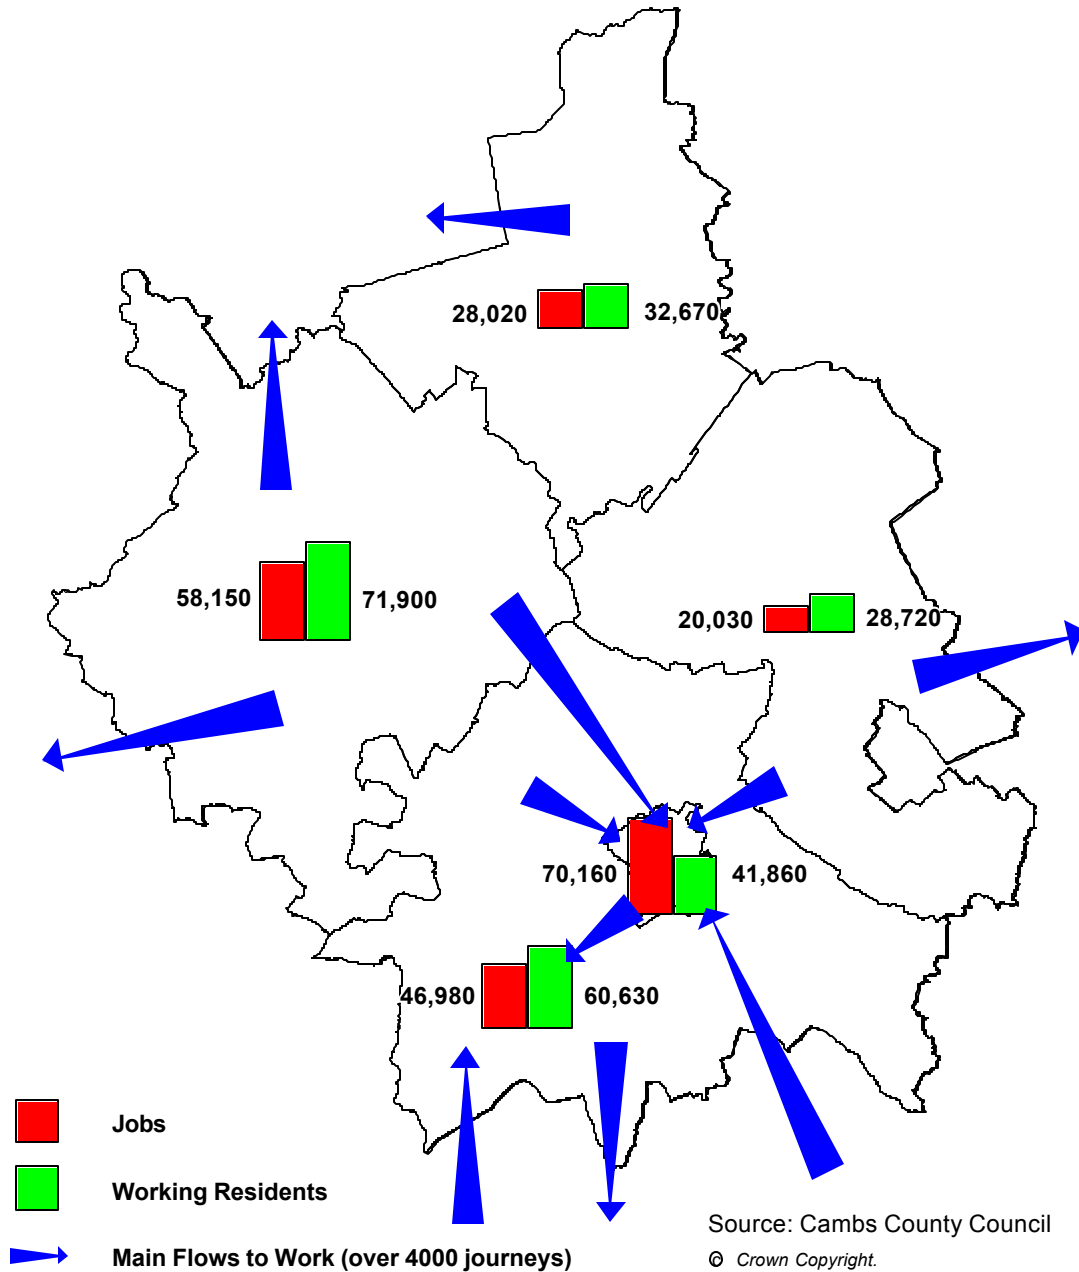 28,020 32,670
58,150 71,900
20,030 28,720
70,160 41,860
46,980 60,630
Jobs
Working Residents
Main Flows to Work (over 4000 journeys)
Source: Cambs County Council
© Crown Copyright.